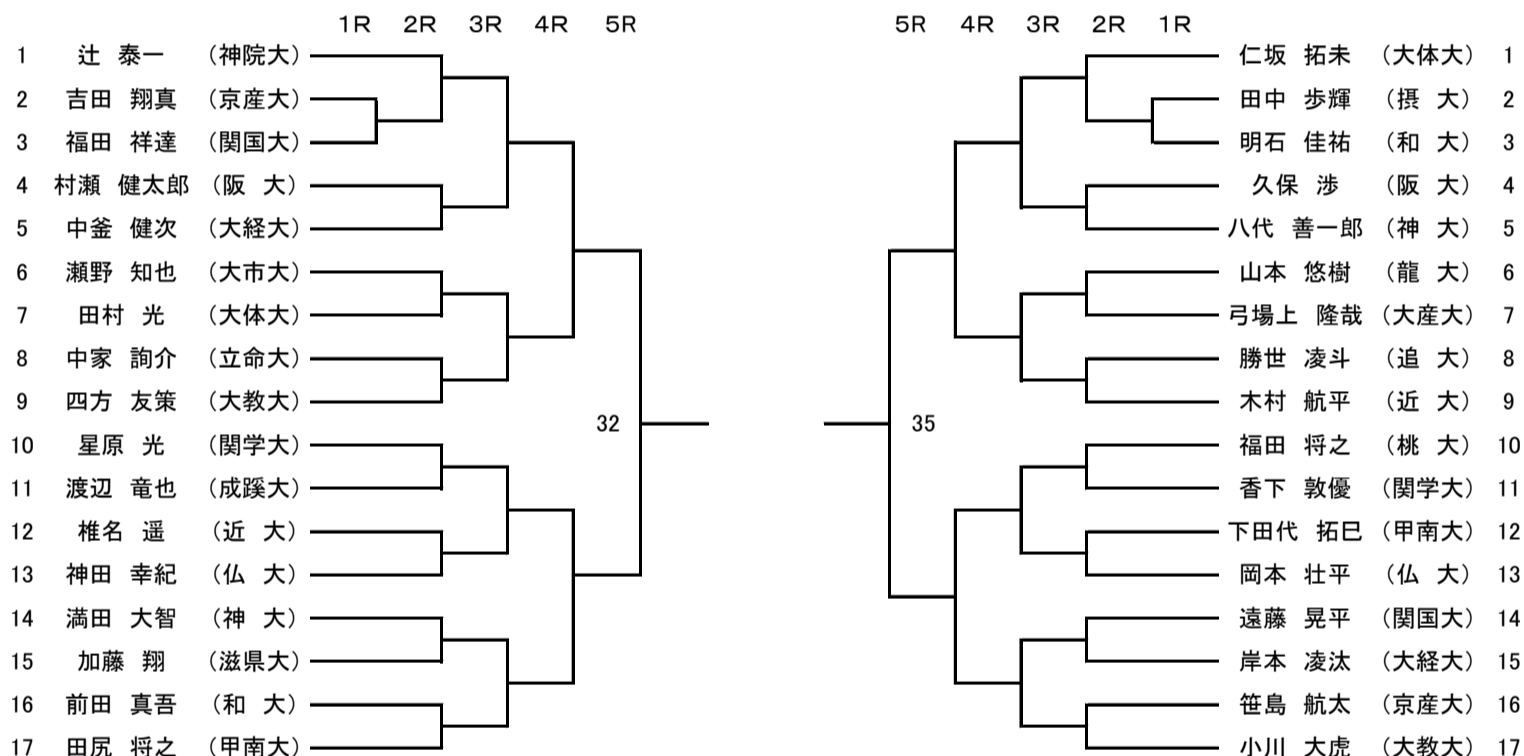 1R 2R 3R 4R 5R 5R 4R 3R 2R 1R
1 辻 泰一 (神院大) 仁坂 拓未 (大体大) 1
2 吉田 翔真 (京産大) 田中 歩輝 (摂 大) 2
3 福田 祥達 (関国大) 明石 佳祐 (和 大) 3
4 村瀬 健太郎 (阪 大) 久保 渉 (阪 大) 4
5 中釜 健次 (大経大) 八代 善一郎 (神 大) 5
6 瀬野 知也 (大市大) 山本 悠樹 (龍 大) 6
7 田村 光 (大体大) 弓場上 隆哉 (大産大) 7
8 中家 詢介 (立命大) 勝世 凌斗 (追 大) 8
9 四方 友策 (大教大) 木村 航平 (近 大) 9
32 35
10 星原 光 (関学大) 福田 将之 (桃 大) 10
11 渡辺 竜也 (成蹊大) 香下 敦優 (関学大) 11
12 椎名 遥 (近 大) 下田代 拓巳 (甲南大) 12
13 神田 幸紀 (仏 大) 岡本 壮平 (仏 大) 13
14 満田 大智 (神 大) 遠藤 晃平 (関国大) 14
15 加藤 翔 (滋県大) 岸本 凌汰 (大経大) 15
16 前田 真吾 (和 大) 笹島 航太 (京産大) 16
17 田尻 将之 (甲南大) 小川 大虎 (大教大) 17